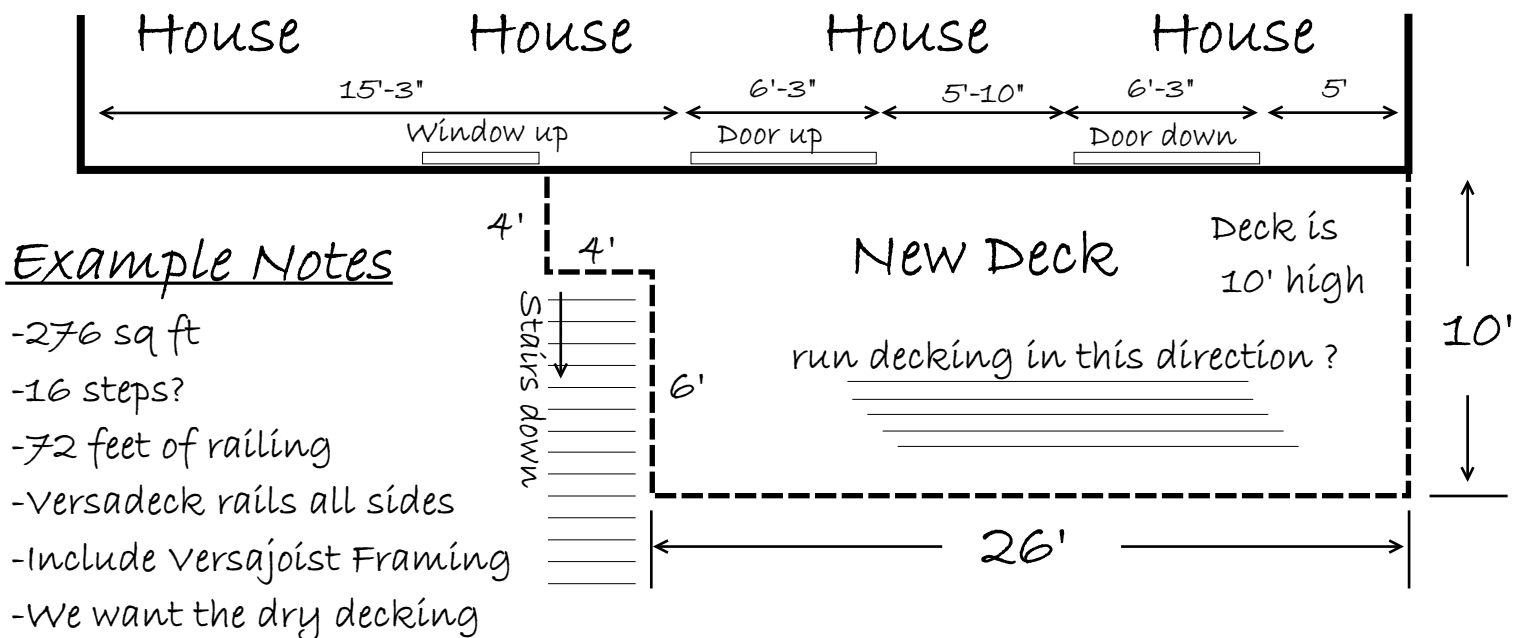 House House House House
15'-3" 6'-3" 5'-10" 6'-3" 5'
Window up Door up Door down
4'
4'
New Deck
Deck is
10' high
10'
run decking in this direction ?
6'
Stairs down
26'
Example Notes
-276 sq ft
-16 steps?
-72 feet of railing
-Versadeck rails all sides
-Include Versajoist Framing
-We want the dry decking